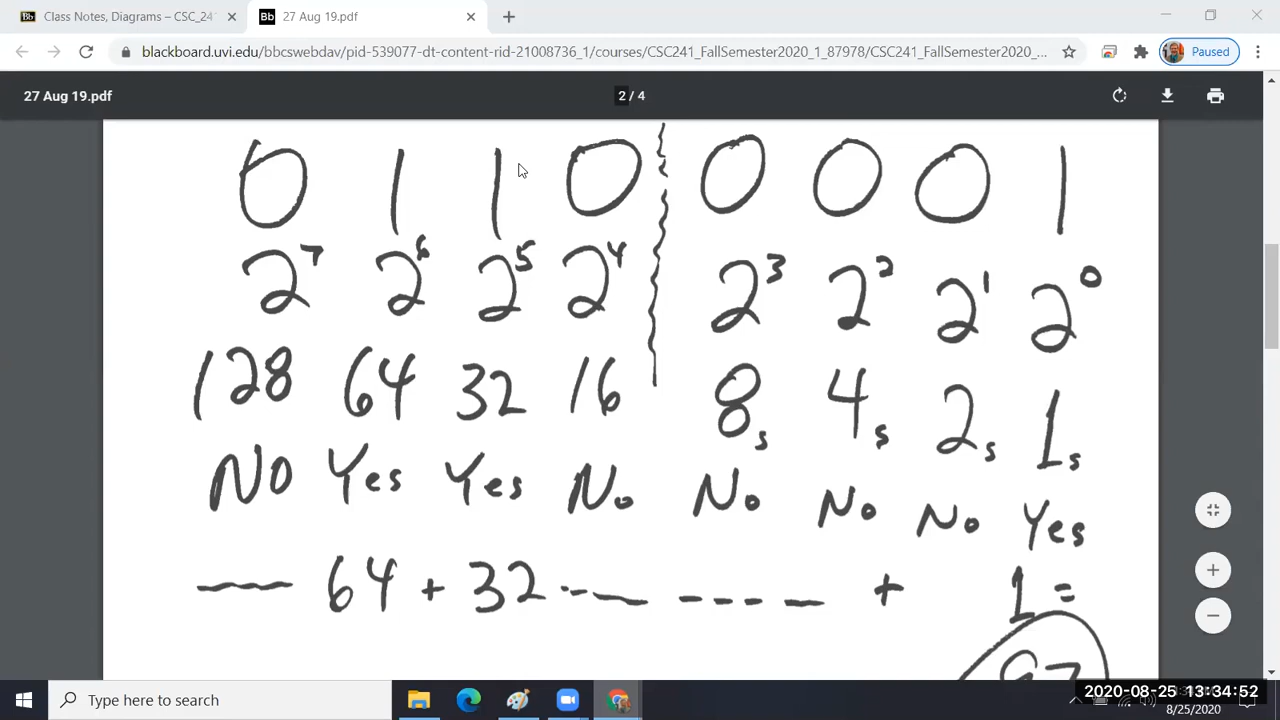 Class Notes, Diagrams – CSC_24
27 Aug 19.pdf
blackboard.uvi.edu/bbcswebdav/pid-539077-dt-content-rid-21008736_1/courses/CSC241_FallSemester2020_1_87978/CSC241_FallSemester2020_...
Paused
27 Aug 19.pdf
2 / 4
0 1 1 0 0 0 0 1
2⁷ 2⁶ 2⁵ 2⁴ 2³ 2² 2¹ 2⁰
128 64 32 16 8s 4s 2s 1s
NO Yes Yes No No No No Yes
64 + 32 + 1 =
Type here to search
2020-08-25 13:34:52
8/25/2020